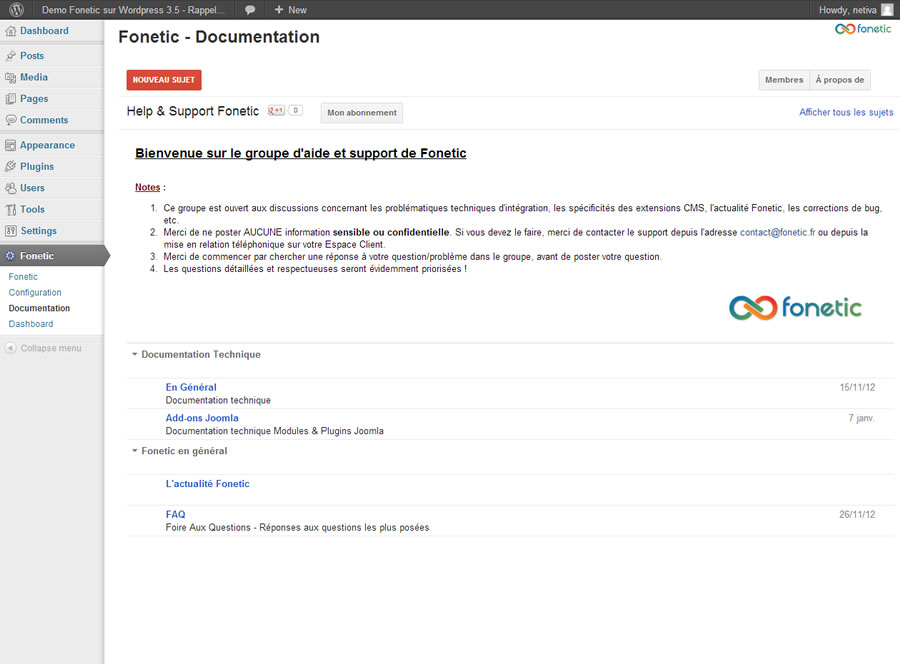 Demo Fonetic sur Wordpress 3.5 - Rappel...
New
Howdy, netiva
Dashboard
Posts
Media
Pages
Comments
Appearance
Plugins
Users
Tools
Settings
Fonetic
Fonetic
Configuration
Documentation
Dashboard
Collapse menu
Fonetic - Documentation
fonetic
NOUVEAU SUJET
Membres
À propos de
Help & Support Fonetic
+1
0
Mon abonnement
Afficher tous les sujets
Bienvenue sur le groupe d'aide et support de Fonetic
Notes :
1. Ce groupe est ouvert aux discussions concernant les problématiques techniques d'intégration, les spécificités des extensions CMS, l'actualité Fonetic, les corrections de bug,
etc.
2. Merci de ne poster AUCUNE information sensible ou confidentielle. Si vous devez le faire, merci de contacter le support depuis l'adresse contact@fonetic.fr ou depuis la
mise en relation téléphonique sur votre Espace Client.
3. Merci de commencer par chercher une réponse à votre question/problème dans le groupe, avant de poster votre question.
4. Les questions détaillées et respectueuses seront évidemment priorisées !
fonetic
Documentation Technique
En Général
15/11/12
Documentation technique
Add-ons Joomla
7 janv.
Documentation technique Modules & Plugins Joomla
Fonetic en général
L'actualité Fonetic
FAQ
26/11/12
Foire Aux Questions - Réponses aux questions les plus posées